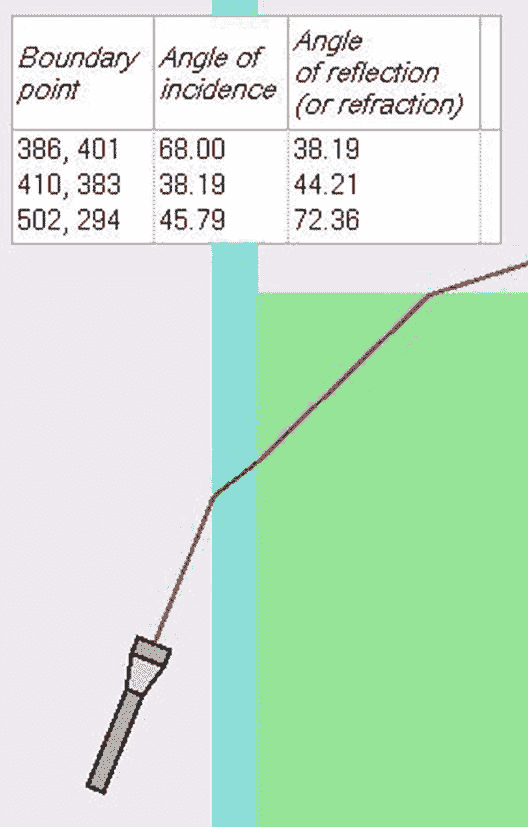 Boundary point
Angle of incidence
Angle of reflection (or refraction)
386, 401 68.00 38.19
410, 383 38.19 44.21
502, 294 45.79 72.36